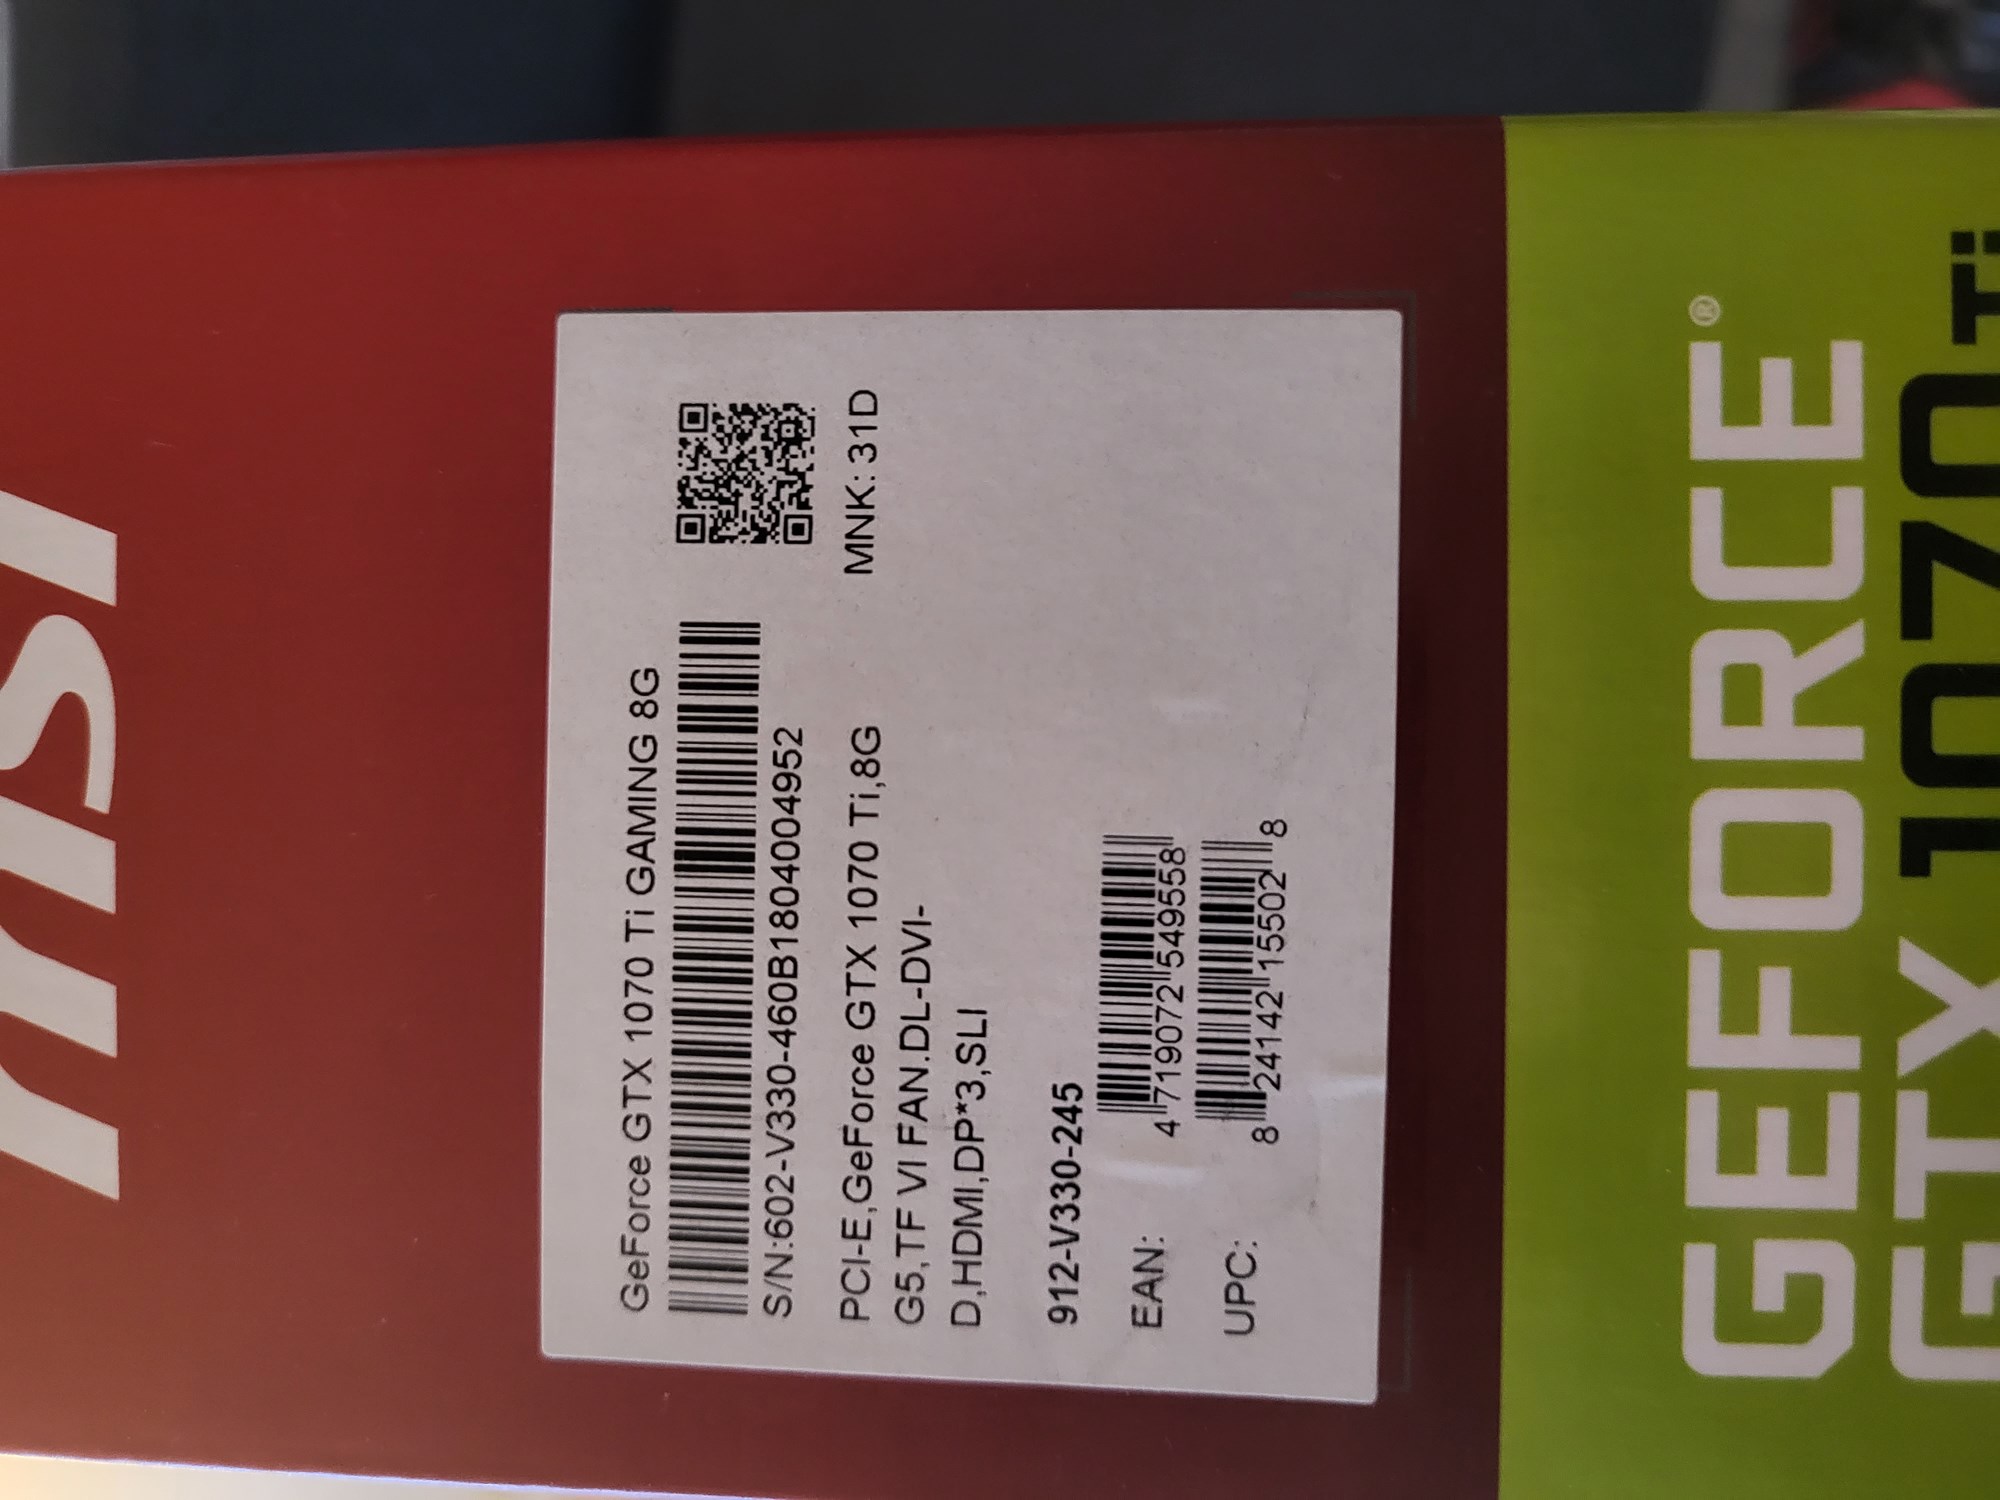 msi
GeForce GTX 1070 Ti GAMING 8G
S/N:602-V330-460B1804004952
MNK: 31D
PCI-E,GeForce GTX 1070 Ti,8G
G5,TF VI FAN.DL-DVI-
D,HDMI,DP*3,SLI
912-V330-245
EAN:
4 719072 549558
UPC:
8 24142 15502 8
GEFORCE®
GTX 1070 Ti